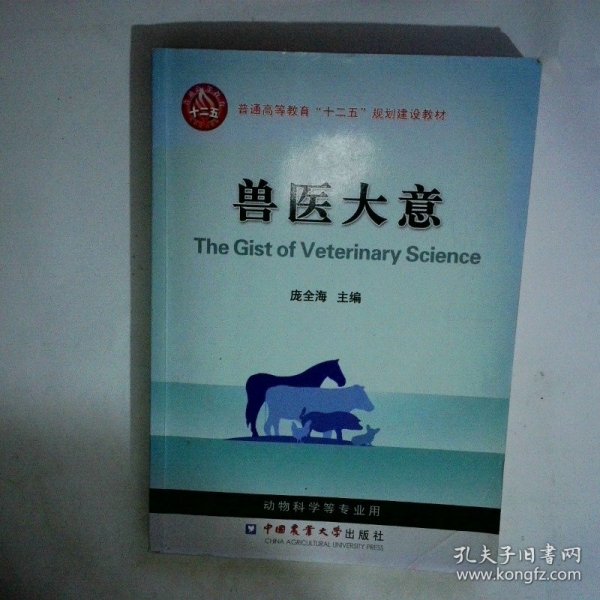 十二五
普通高等教育“十二五”规划建设教材
兽医大意
The Gist of Veterinary Science
庞全海 主编
动物科学等专业用
中国农业大学出版社
CHINA AGRICULTURAL UNIVERSITY PRESS
孔夫子旧书网
www.kongfz.com